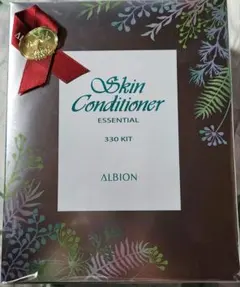 Skin
Conditioner
ESSENTIAL
330 KIT
ALBION